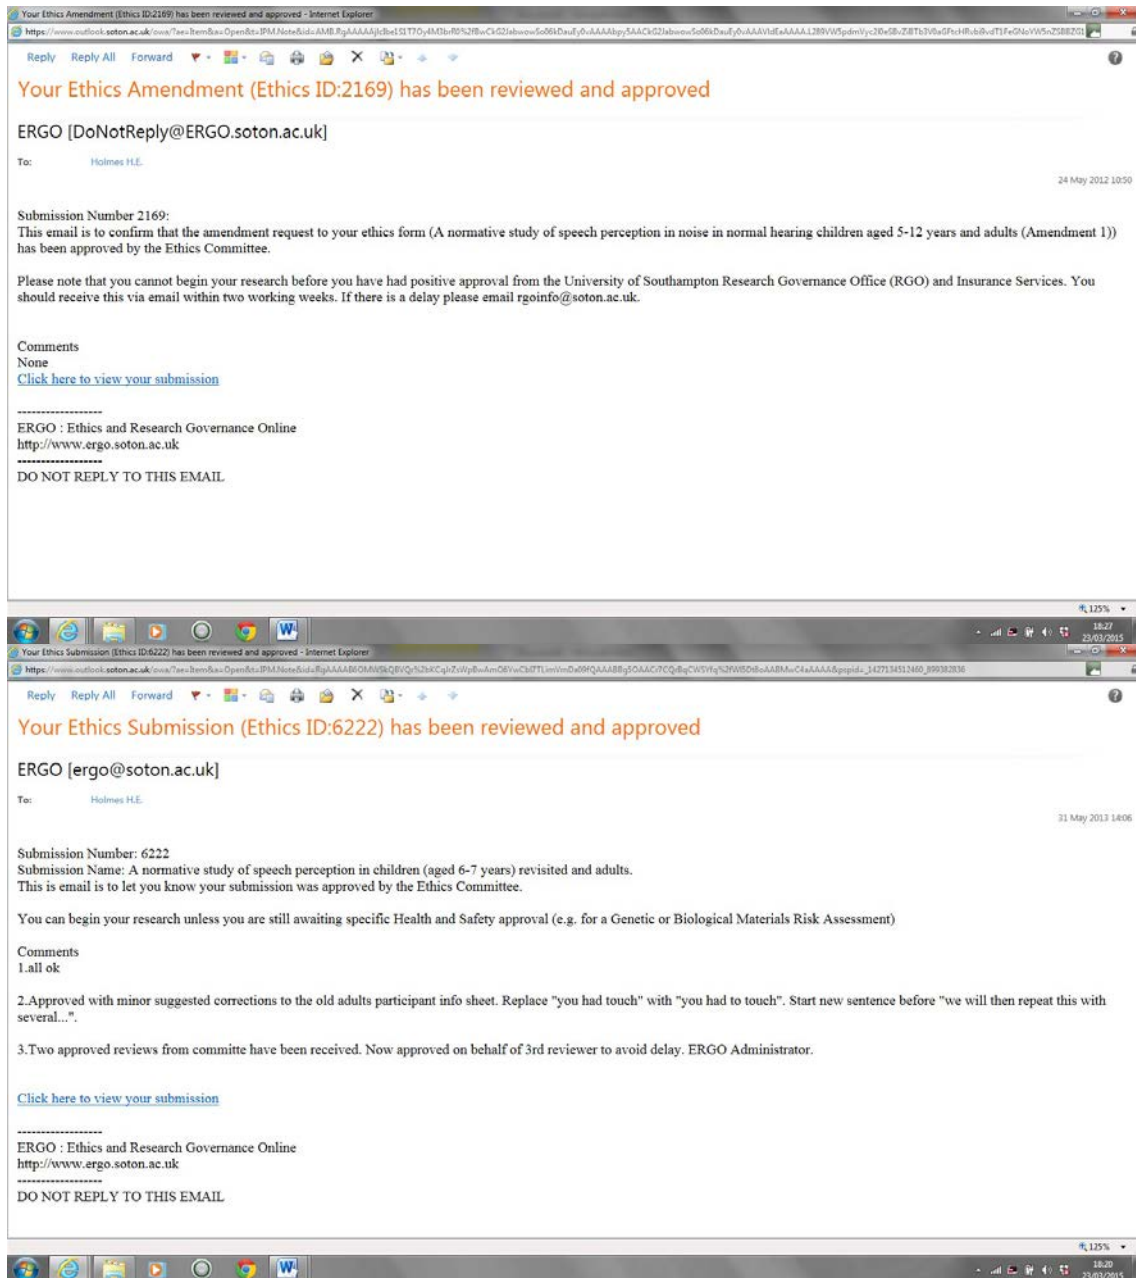 Your Ethics Amendment (Ethics ID:2169) has been reviewed and approved - Internet Explorer
Reply Reply All Forward
Your Ethics Amendment (Ethics ID:2169) has been reviewed and approved
ERGO [DoNotReply@ERGO.soton.ac.uk]
To: Holmes H.E.
24 May 2012 10:50
Submission Number 2169:
This email is to confirm that the amendment request to your ethics form (A normative study of speech perception in noise in normal hearing children aged 5-12 years and adults (Amendment 1))
has been approved by the Ethics Committee.
Please note that you cannot begin your research before you have had positive approval from the University of Southampton Research Governance Office (RGO) and Insurance Services. You
should receive this via email within two working weeks. If there is a delay please email rgoinfo@soton.ac.uk.
Comments
None
Click here to view your submission
------------------
ERGO : Ethics and Research Governance Online
http://www.ergo.soton.ac.uk
------------------
DO NOT REPLY TO THIS EMAIL
125%
18:27
23/03/2015
Your Ethics Submission (Ethics ID:6222) has been reviewed and approved - Internet Explorer
Reply Reply All Forward
Your Ethics Submission (Ethics ID:6222) has been reviewed and approved
ERGO [ergo@soton.ac.uk]
To: Holmes H.E.
31 May 2013 14:06
Submission Number: 6222
Submission Name: A normative study of speech perception in children (aged 6-7 years) revisited and adults.
This is email is to let you know your submission was approved by the Ethics Committee.
You can begin your research unless you are still awaiting specific Health and Safety approval (e.g. for a Genetic or Biological Materials Risk Assessment)
Comments
1.all ok
2.Approved with minor suggested corrections to the old adults participant info sheet. Replace "you had touch" with "you had to touch". Start new sentence before "we will then repeat this with
several...".
3.Two approved reviews from committe have been received. Now approved on behalf of 3rd reviewer to avoid delay. ERGO Administrator.
Click here to view your submission
------------------
ERGO : Ethics and Research Governance Online
http://www.ergo.soton.ac.uk
------------------
DO NOT REPLY TO THIS EMAIL
125%
18:20
23/03/2015